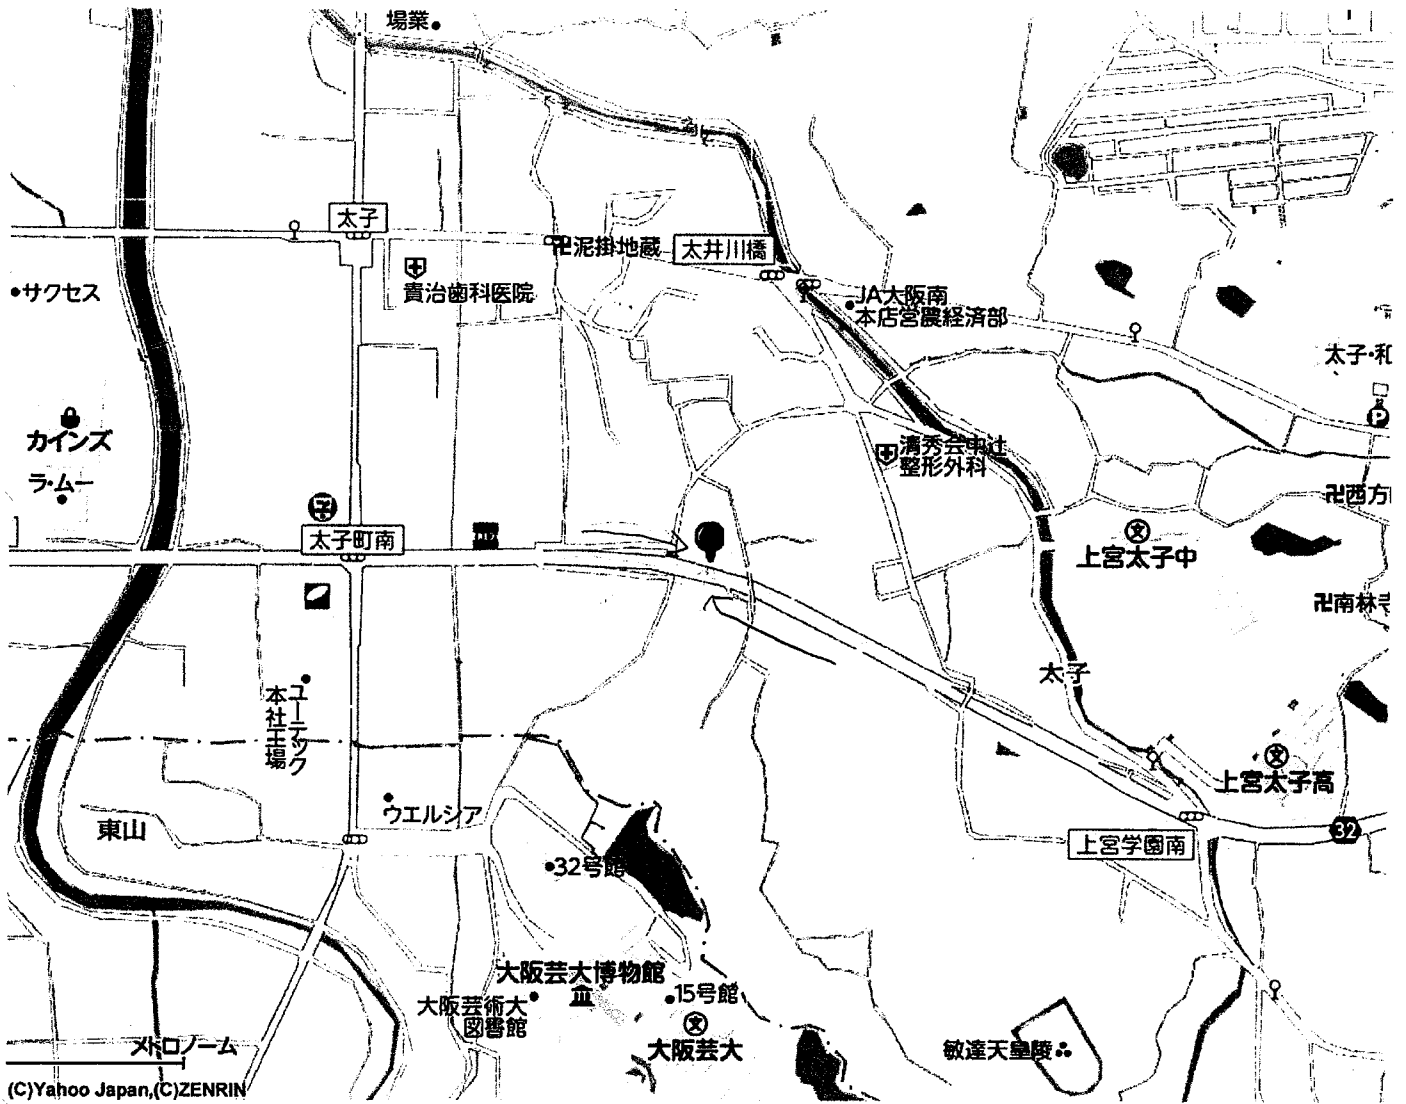 場業
太子
卍泥掛地蔵
太井川橋
サクセス
貴治歯科医院
JA大阪南
本店営農経済部
太子・和
カインズ
ラ・ムー
清秀会中辻
整形外科
P
卍西方
太子町南
文
上宮太子中
卍南林寺
太子
ユーテック
本社工場
文
上宮太子高
東山
ウエルシア
上宮学園南
32
32号館
大阪芸大博物館
大阪芸術大
図書館
15号館
文
大阪芸大
敏達天皇陵
メトロノーム
(C)Yahoo Japan,(C)ZENRIN